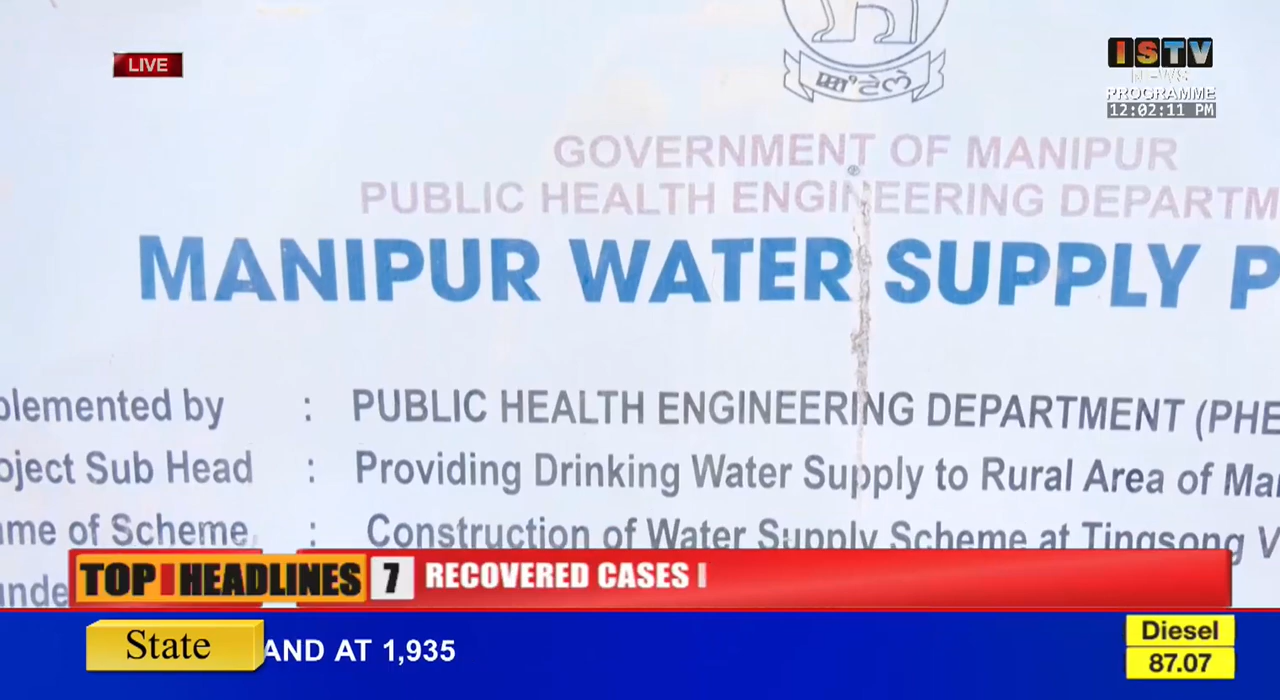 LIVE
ISTV
NEWS
PROGRAMME
12:02:11 PM
GOVERNMENT OF MANIPUR
PUBLIC HEALTH ENGINEERING DEPARTM
MANIPUR WATER SUPPLY P
plemented by : PUBLIC HEALTH ENGINEERING DEPARTMENT (PHE
oject Sub Head : Providing Drinking Water Supply to Rural Area of Ma
me of Scheme : Construction of Water Supply Scheme at Tingsong V
unde
TOP HEADLINES 7 RECOVERED CASES I
State AND AT 1,935
Diesel
87.07